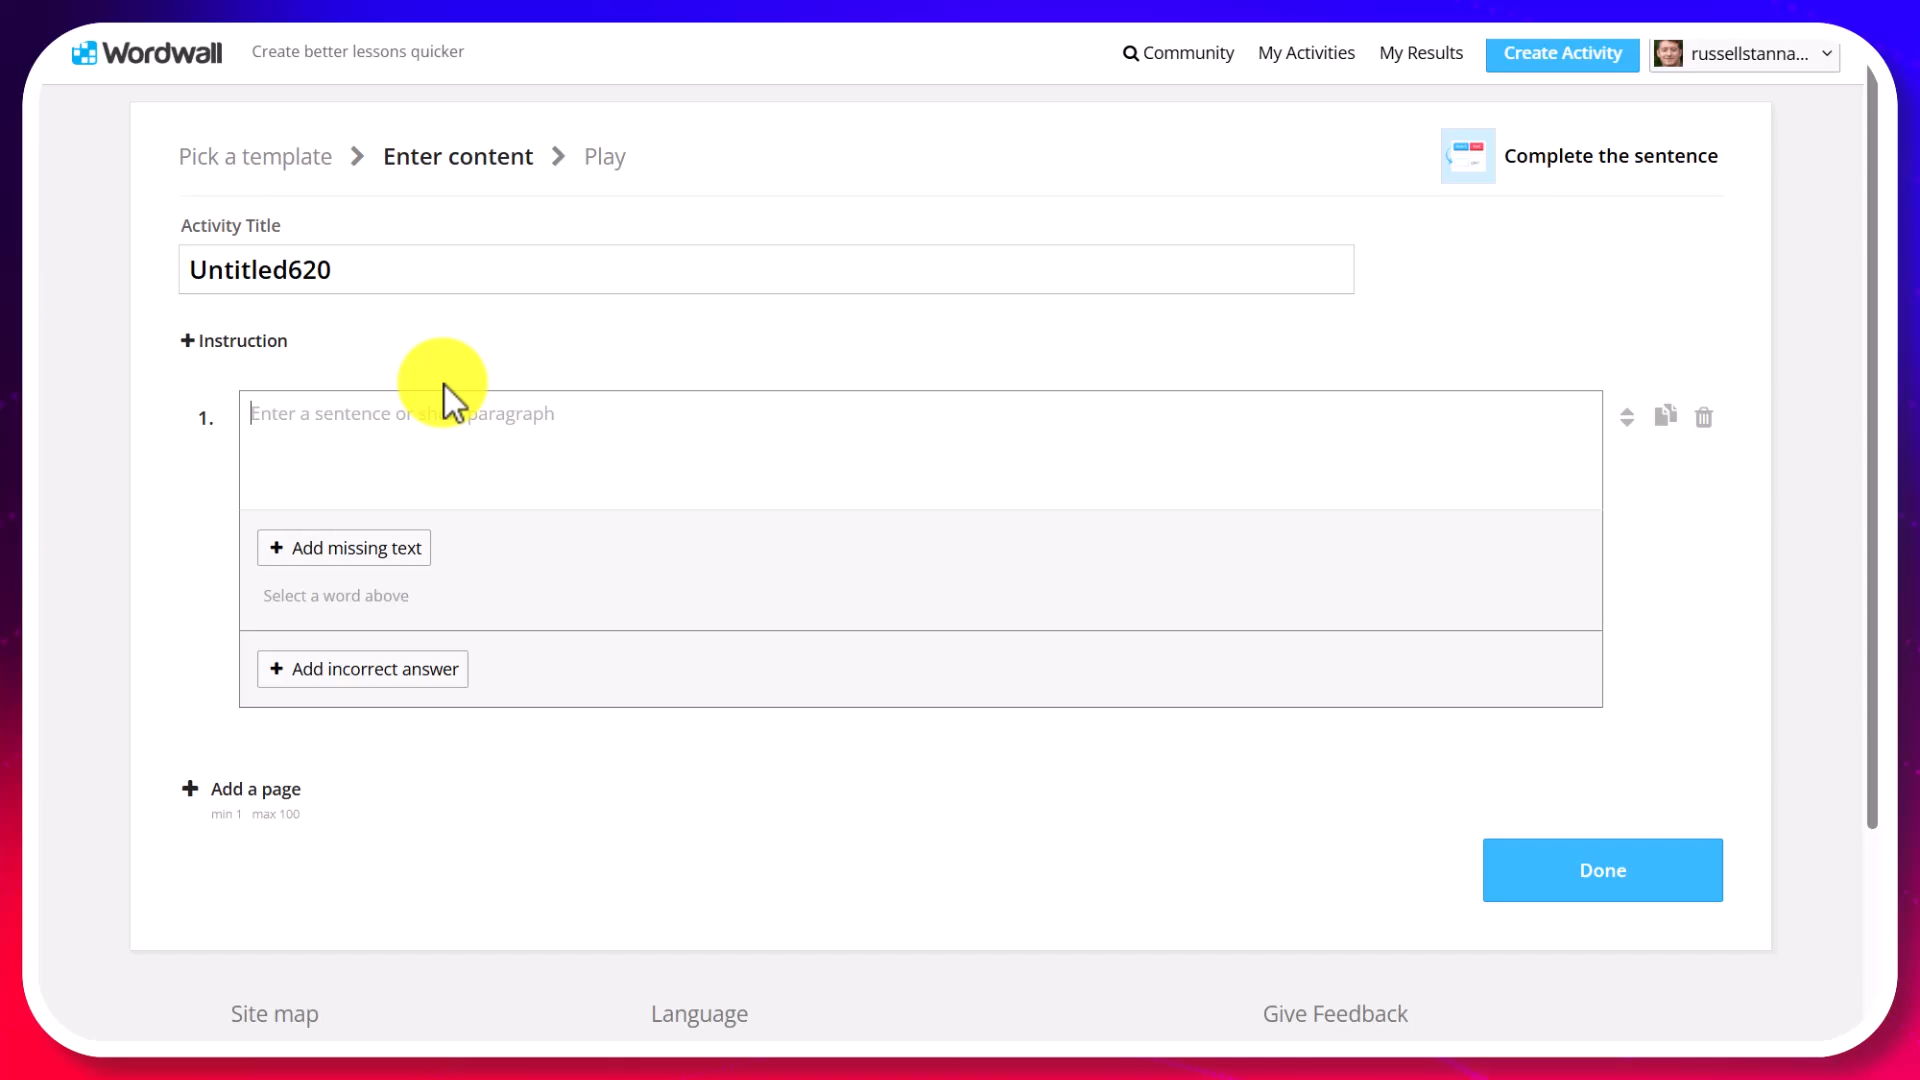 Wordwall Create better lessons quicker Community My Activities My Results Create Activity russellstanna...
Pick a template Enter content Play Complete the sentence
Activity Title
Untitled620
+ Instruction
1. Enter a sentence or short paragraph
+ Add missing text
Select a word above
+ Add incorrect answer
+ Add a page
min 1 max 100
Done
Site map Language Give Feedback